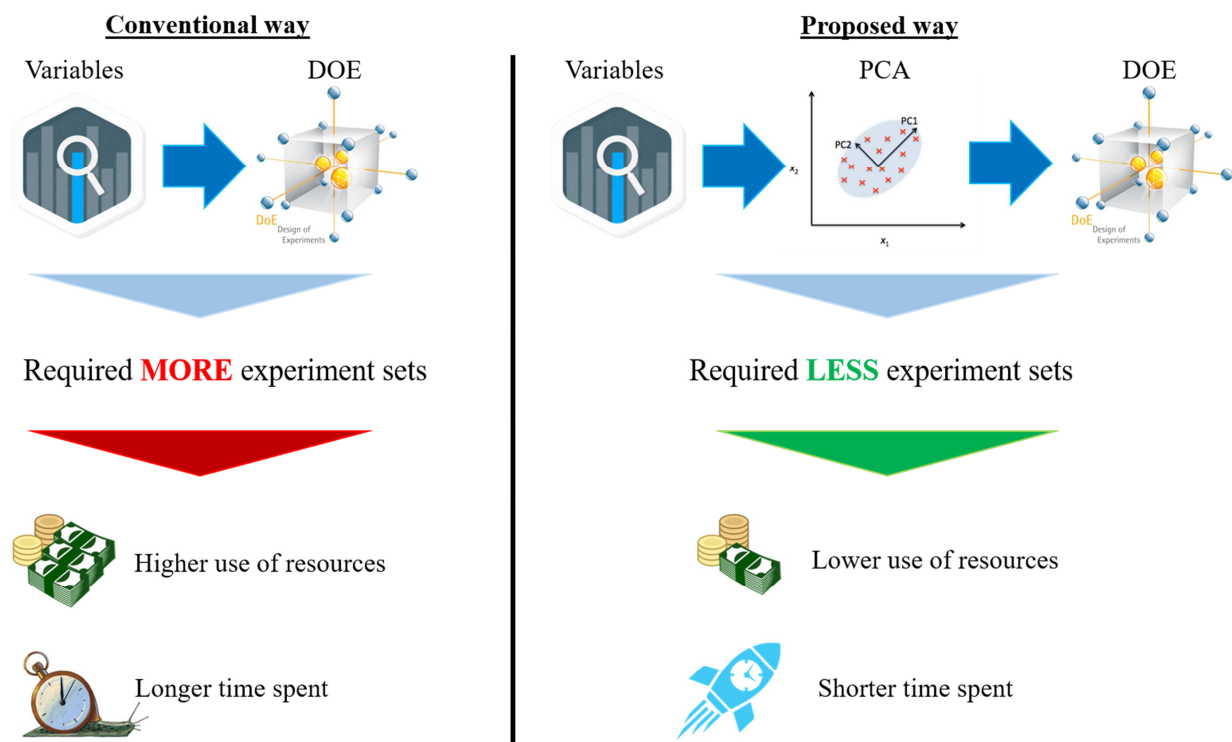 Conventional way
Variables
DOE
DoE
Design of
Experiments
Required MORE experiment sets
Higher use of resources
Longer time spent
Proposed way
Variables
PCA
DOE
PC1
PC2
x2
x1
DoE
Design of
Experiments
Required LESS experiment sets
Lower use of resources
Shorter time spent